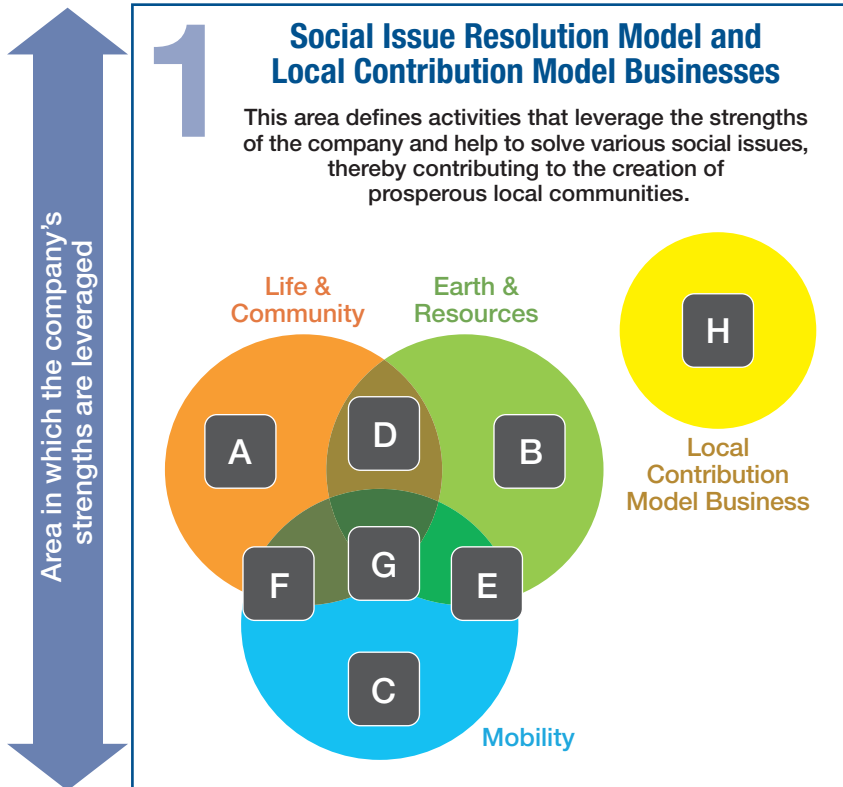 Area in which the company's
strengths are leveraged
1
Social Issue Resolution Model and
Local Contribution Model Businesses
This area defines activities that leverage the strengths
of the company and help to solve various social issues,
thereby contributing to the creation of
prosperous local communities.
Life &
Community
Earth &
Resources
H
A
D
B
Local
Contribution
Model Business
F
G
E
C
Mobility